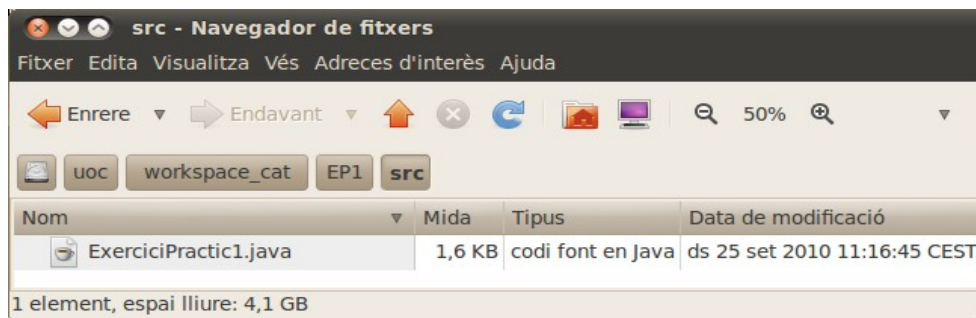 src - Navegador de fitxers
Fitxer Edita Visualitza Vés Adreces d'interès Ajuda
Enrere Endavant 50%
uoc workspace_cat EP1 src
Nom Mida Tipus Data de modificació
ExerciciPractic1.java 1,6 KB codi font en Java ds 25 set 2010 11:16:45 CEST
1 element, espai lliure: 4,1 GB